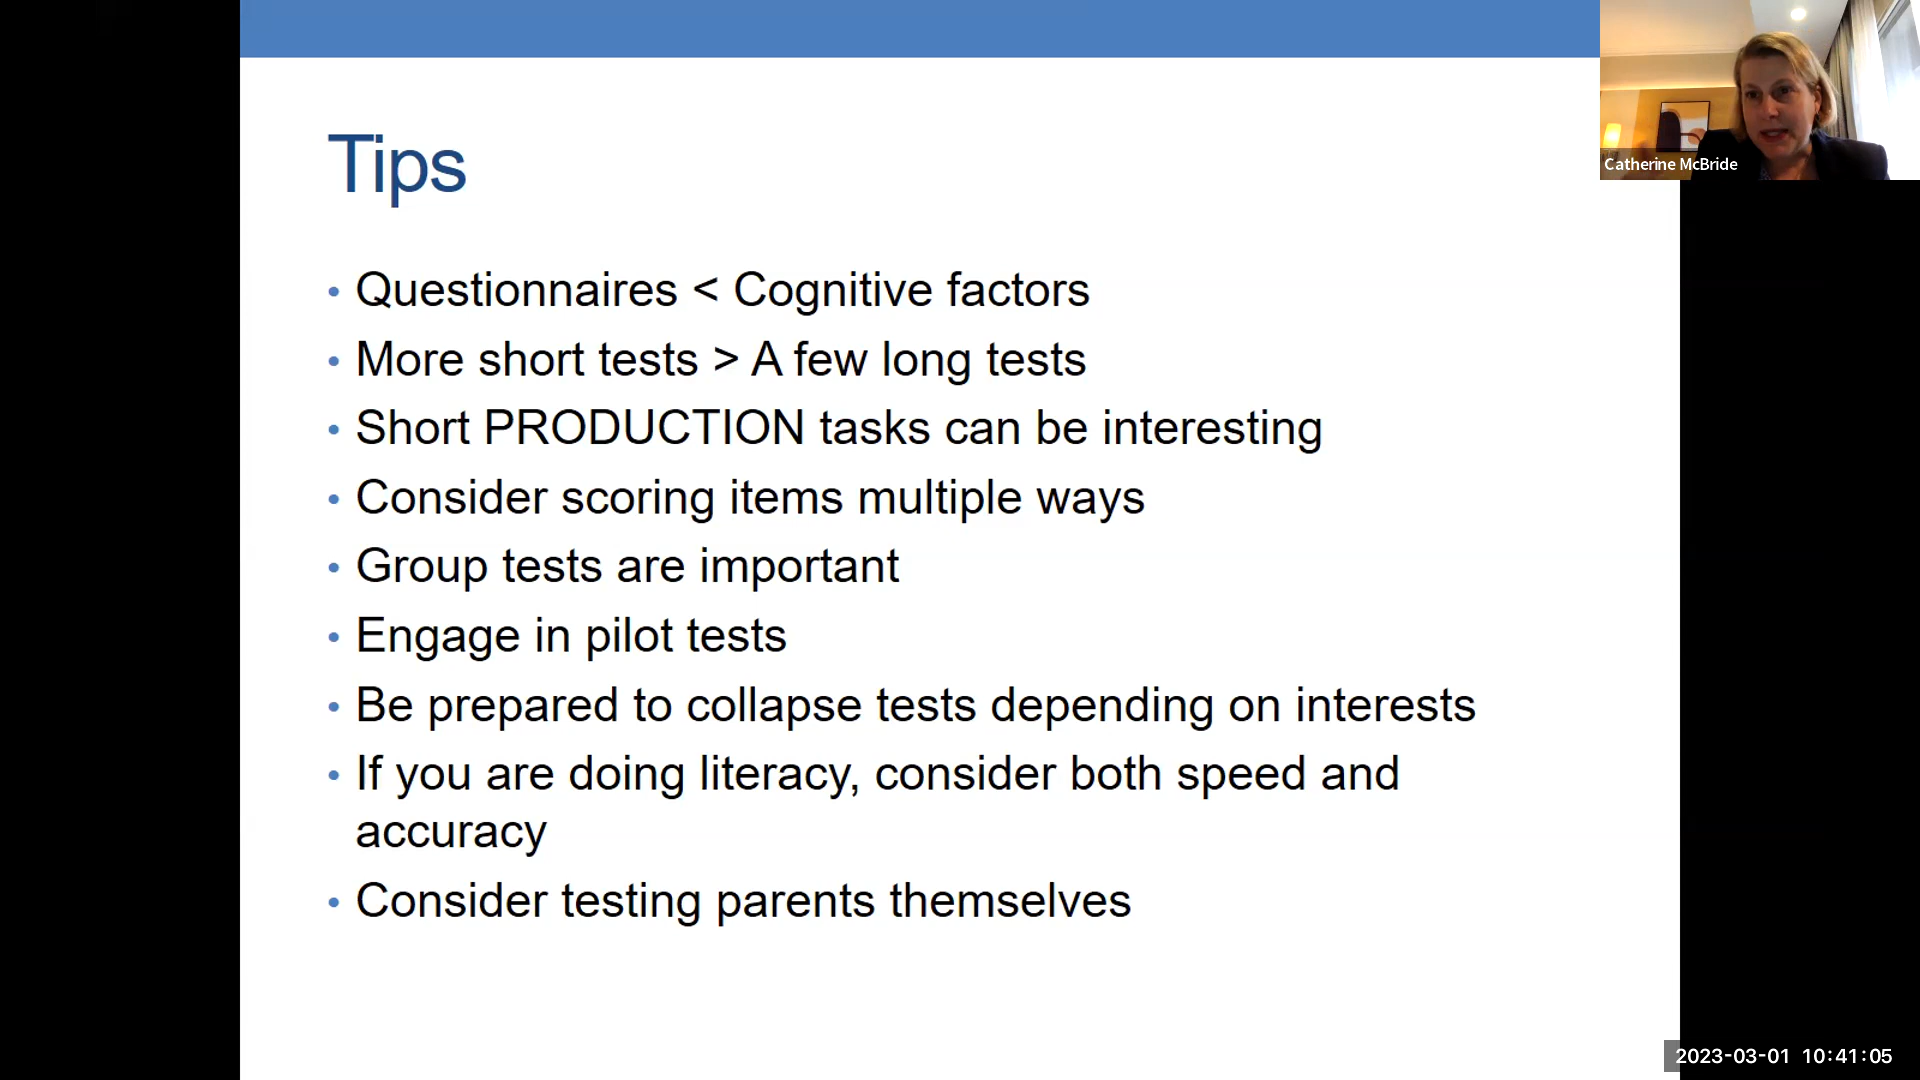 Tips
• Questionnaires < Cognitive factors
• More short tests > A few long tests
• Short PRODUCTION tasks can be interesting
• Consider scoring items multiple ways
• Group tests are important
• Engage in pilot tests
• Be prepared to collapse tests depending on interests
• If you are doing literacy, consider both speed and
accuracy
• Consider testing parents themselves
Catherine McBride
2023-03-01 10:41:05